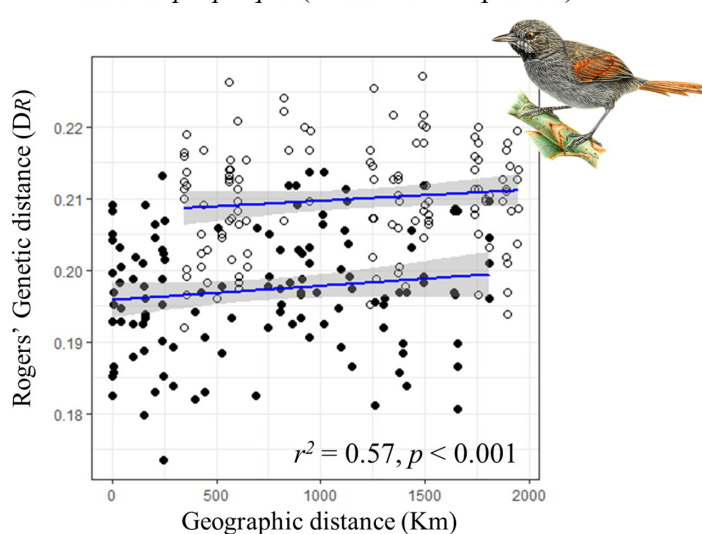 Rogers' Genetic distance (DR)
0.22
0.21
0.20
0.19
0.18
r² = 0.57, p < 0.001
0 500 1000 1500 2000
Geographic distance (Km)